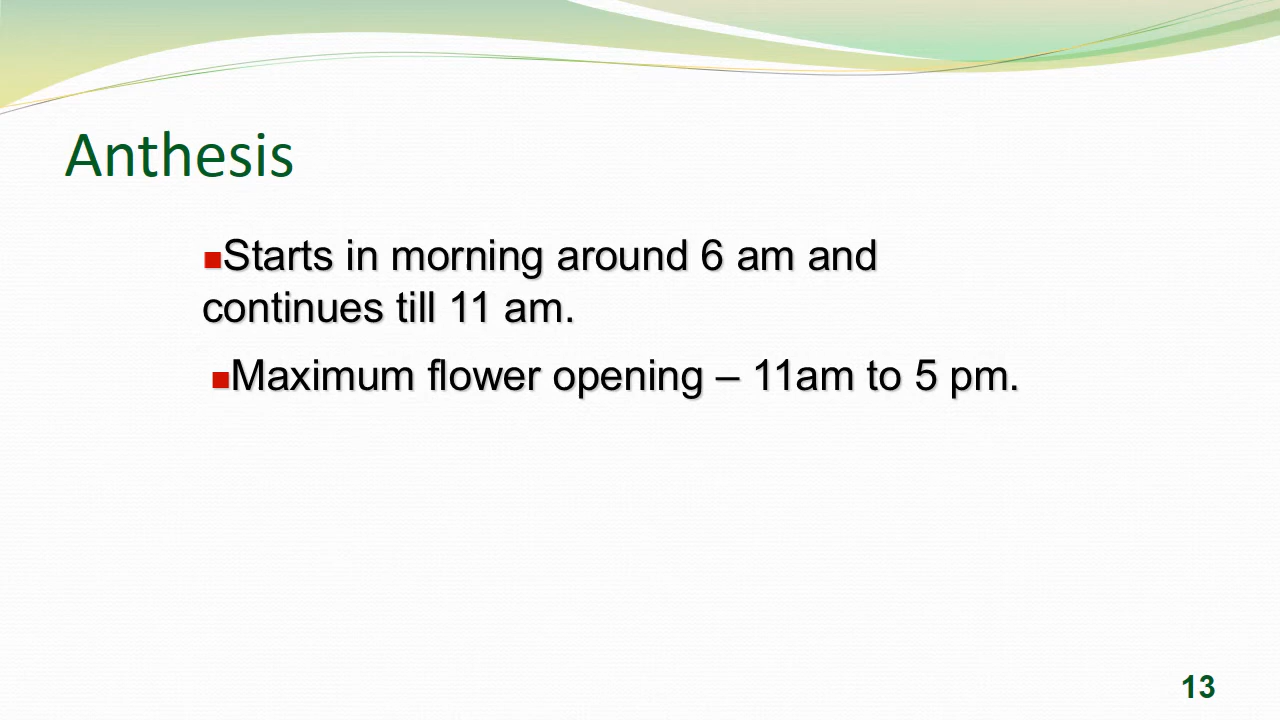 Anthesis
■Starts in morning around 6 am and
continues till 11 am.
■Maximum flower opening – 11am to 5 pm.
13